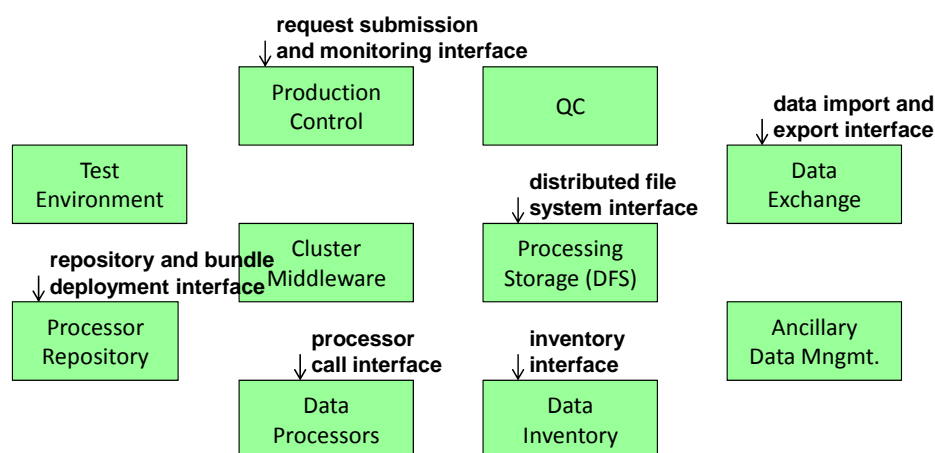 request submission
and monitoring interface
Production
Control
QC
data import and
export interface
Test
Environment
Data
Exchange
distributed file
system interface
Cluster
Middleware
Processing
Storage (DFS)
repository and bundle
deployment interface
Processor
Repository
Ancillary
Data Mngmt.
processor
call interface
inventory
interface
Data
Processors
Data
Inventory